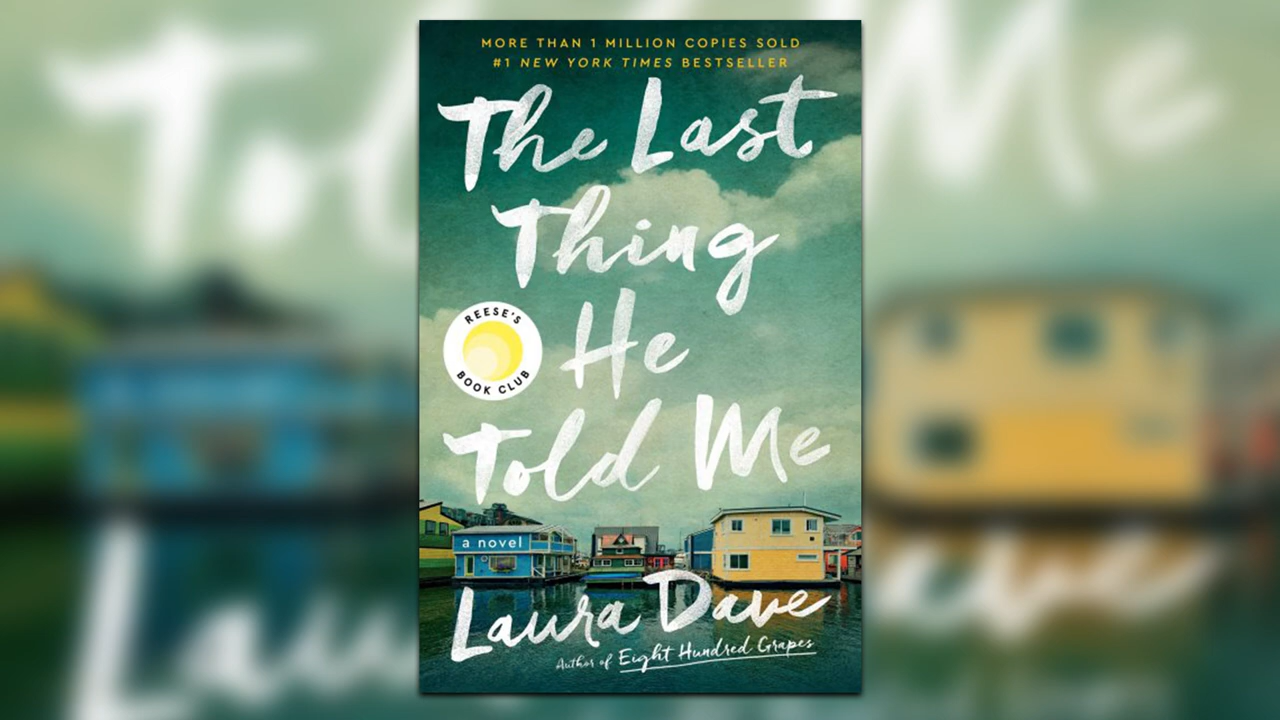 MORE THAN 1 MILLION COPIES SOLD
#1 NEW YORK TIMES BESTSELLER
The Last
Thing
He
Told Me
REESE'S
BOOK CLUB
a novel
Laura Dave
Author of Eight Hundred Grapes